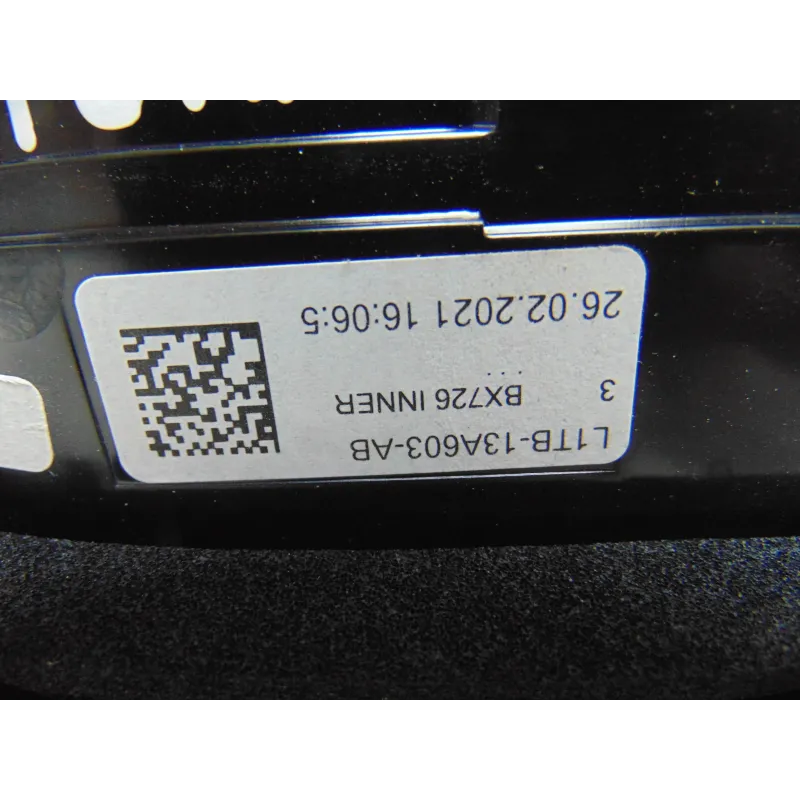 L1TB-13A603-AB
3 BX726 INNER
26.02.2021 16:06:5